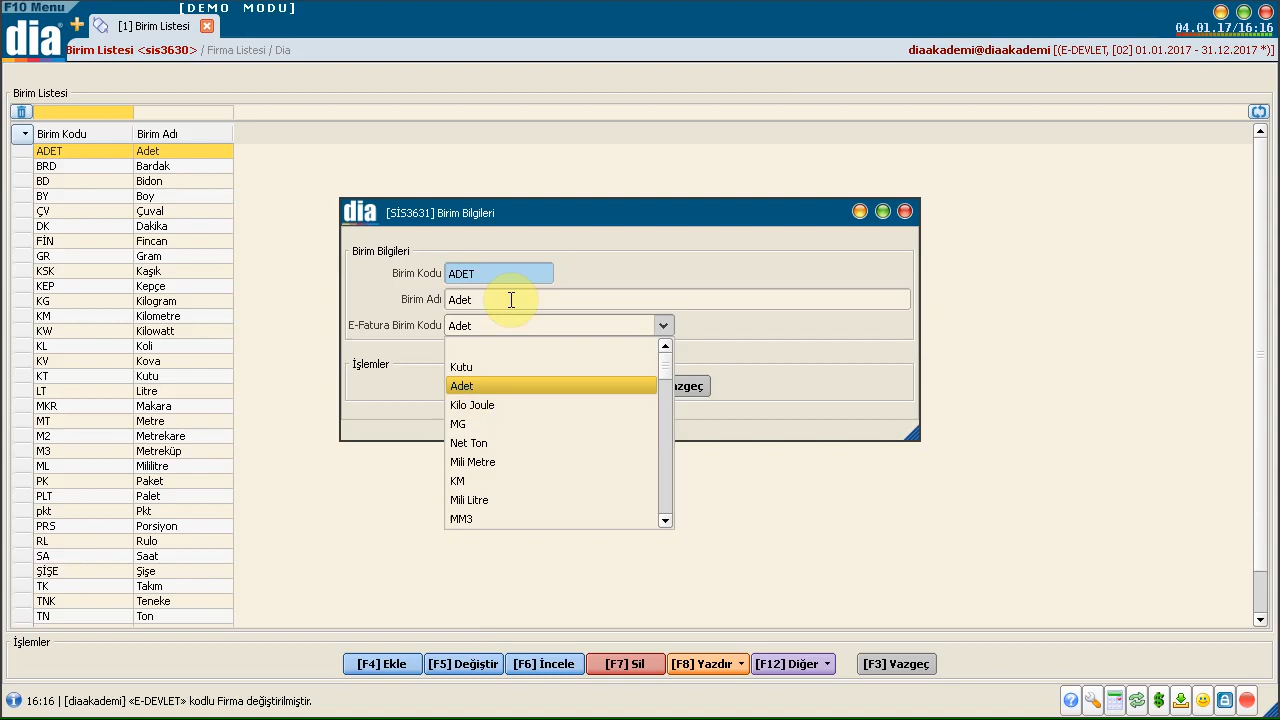 F10 Menu
[DEMO MODU]
dia
[1] Birim Listesi
04.01.17/16:16
Birim Listesi <sis3630> / Firma Listesi / Dia
diaakademi@diaakademi [(E-DEVLET, [02] 01.01.2017 - 31.12.2017 *)]
Birim Listesi
Birim Kodu Birim Adı
ADET Adet
BRD Bardak
BD Bidon
BY Boy
ÇV Çuval
DK Dakika
FİN Fincan
GR Gram
KSK Kaşık
KEP Kepçe
KG Kilogram
KM Kilometre
KW Kilowatt
KL Koli
KV Kova
KT Kutu
LT Litre
MKR Makara
MT Metre
M2 Metrekare
M3 Metreküp
ML Mililitre
PK Paket
PLT Palet
pkt Pkt
PRS Porsiyon
RL Rulo
SA Saat
ŞİŞE Şişe
TK Takım
TNK Teneke
TN Ton
dia [SİS3631] Birim Bilgileri
Birim Bilgileri
Birim Kodu ADET
Birim Adı Adet
E-Fatura Birim Kodu Adet
İşlemler
Kutu
Adet
Kilo Joule
MG
Net Ton
Mili Metre
KM
Mili Litre
MM3
İşlemler
[F4] Ekle [F5] Değiştir [F6] İncele [F7] Sil [F8] Yazdır [F12] Diğer [F3] Vazgeç
16:16 | [diaakademi] «E-DEVLET» kodlu Firma değiştirilmiştir.